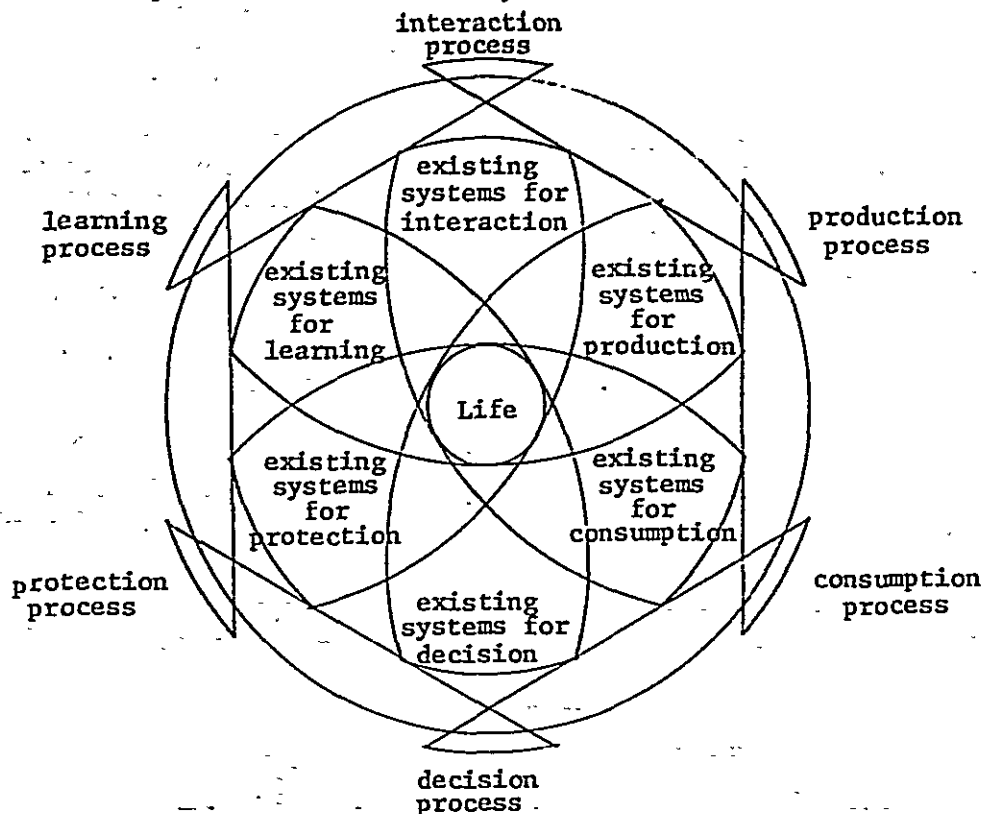 interaction
process
existing
systems for
interaction
learning
process
production
process
existing
systems
for
learning
existing
systems
for
production
Life
existing
systems
for
protection
existing
systems
for
consumption
protection
process
consumption
process
existing
systems for
decision
decision
process